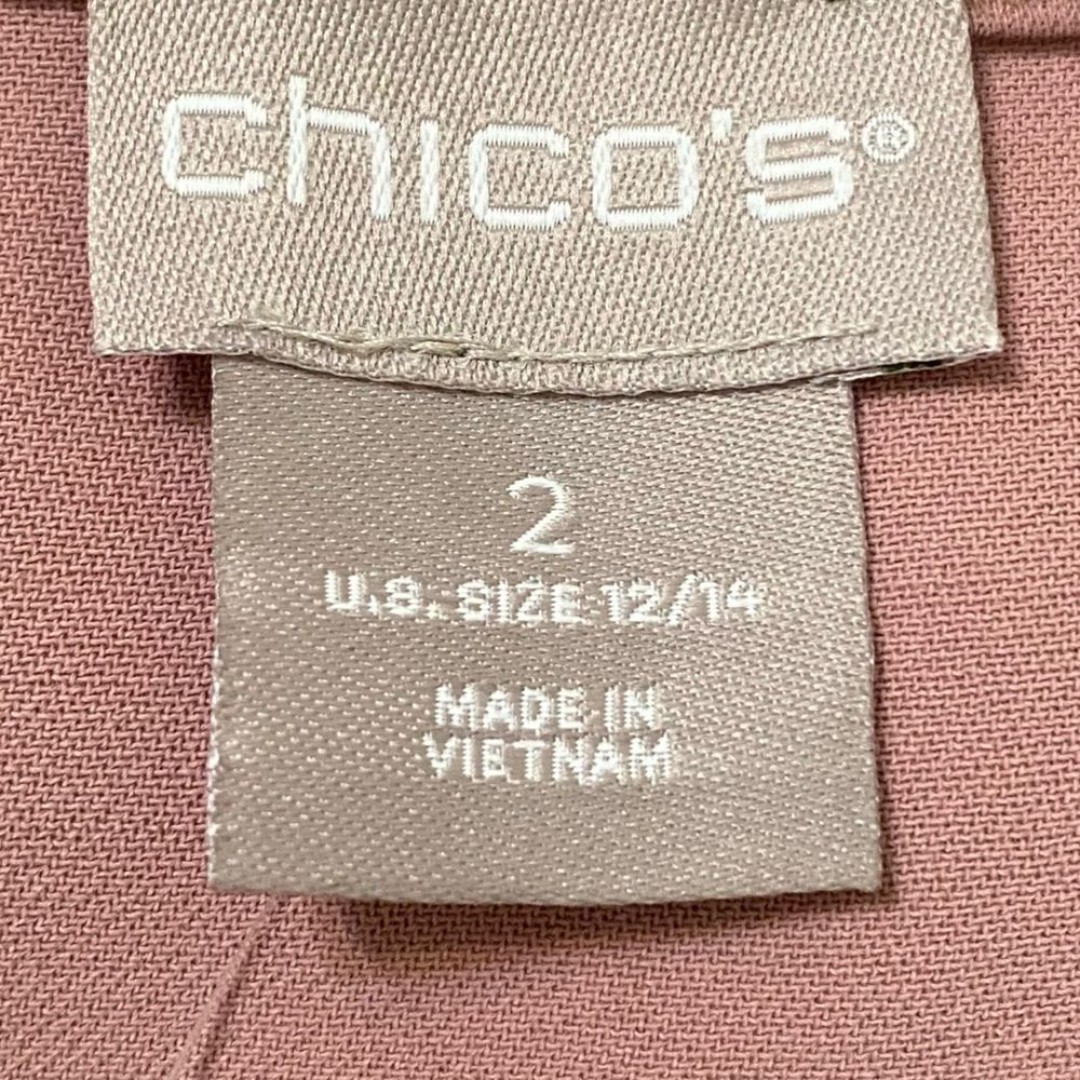 chico's®
2
U.S. SIZE 12/14
MADE IN
VIETNAM